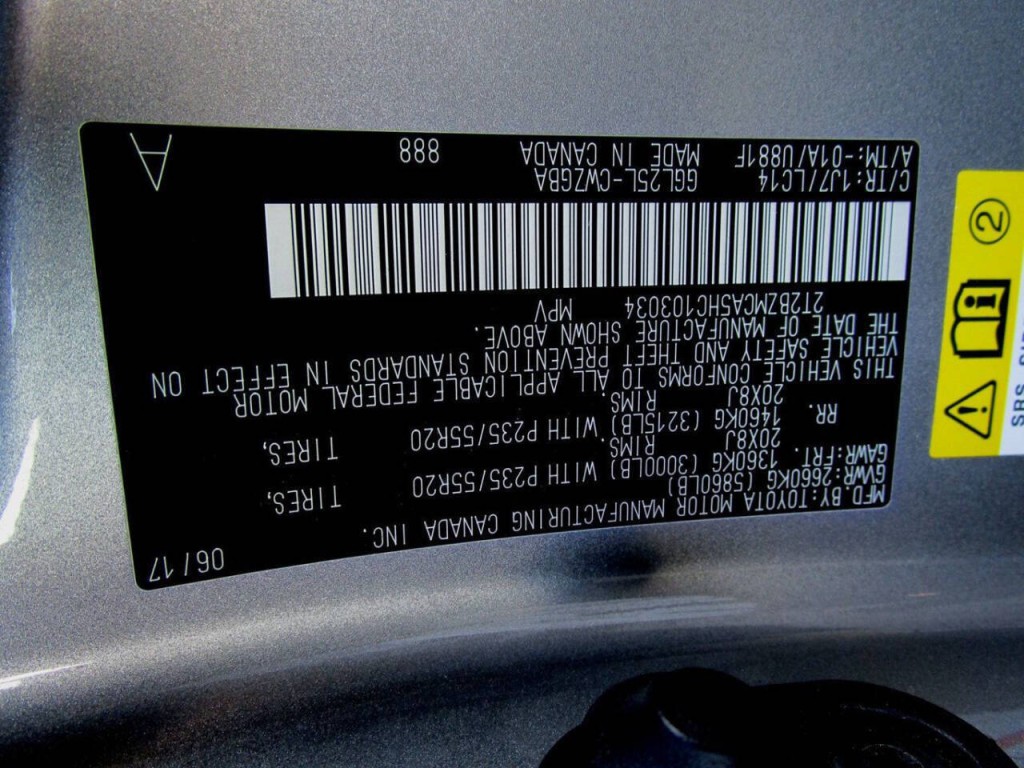 MFD.BY:TOYOTA MOTOR MANUFACTURING CANADA INC. 06/17
GVWR:2660KG (5860LB)
GAWR:FRT. 1360KG (3000LB) WITH P235/55R20 TIRES,
20X8J RIMS
RR. 1460KG (3215LB) WITH P235/55R20 TIRES,
20X8J RIMS
THIS VEHICLE CONFORMS TO ALL APPLICABLE FEDERAL MOTOR
VEHICLE SAFETY AND THEFT PREVENTION STANDARDS IN EFFECT ON
THE DATE OF MANUFACTURE SHOWN ABOVE.
2T2BZMCA5HC103034 MPV
C/TR:1J7/LC14 GGL25L-CWZGBA
A/TM:-01A/U881F MADE IN CANADA 888 A
2
SRS